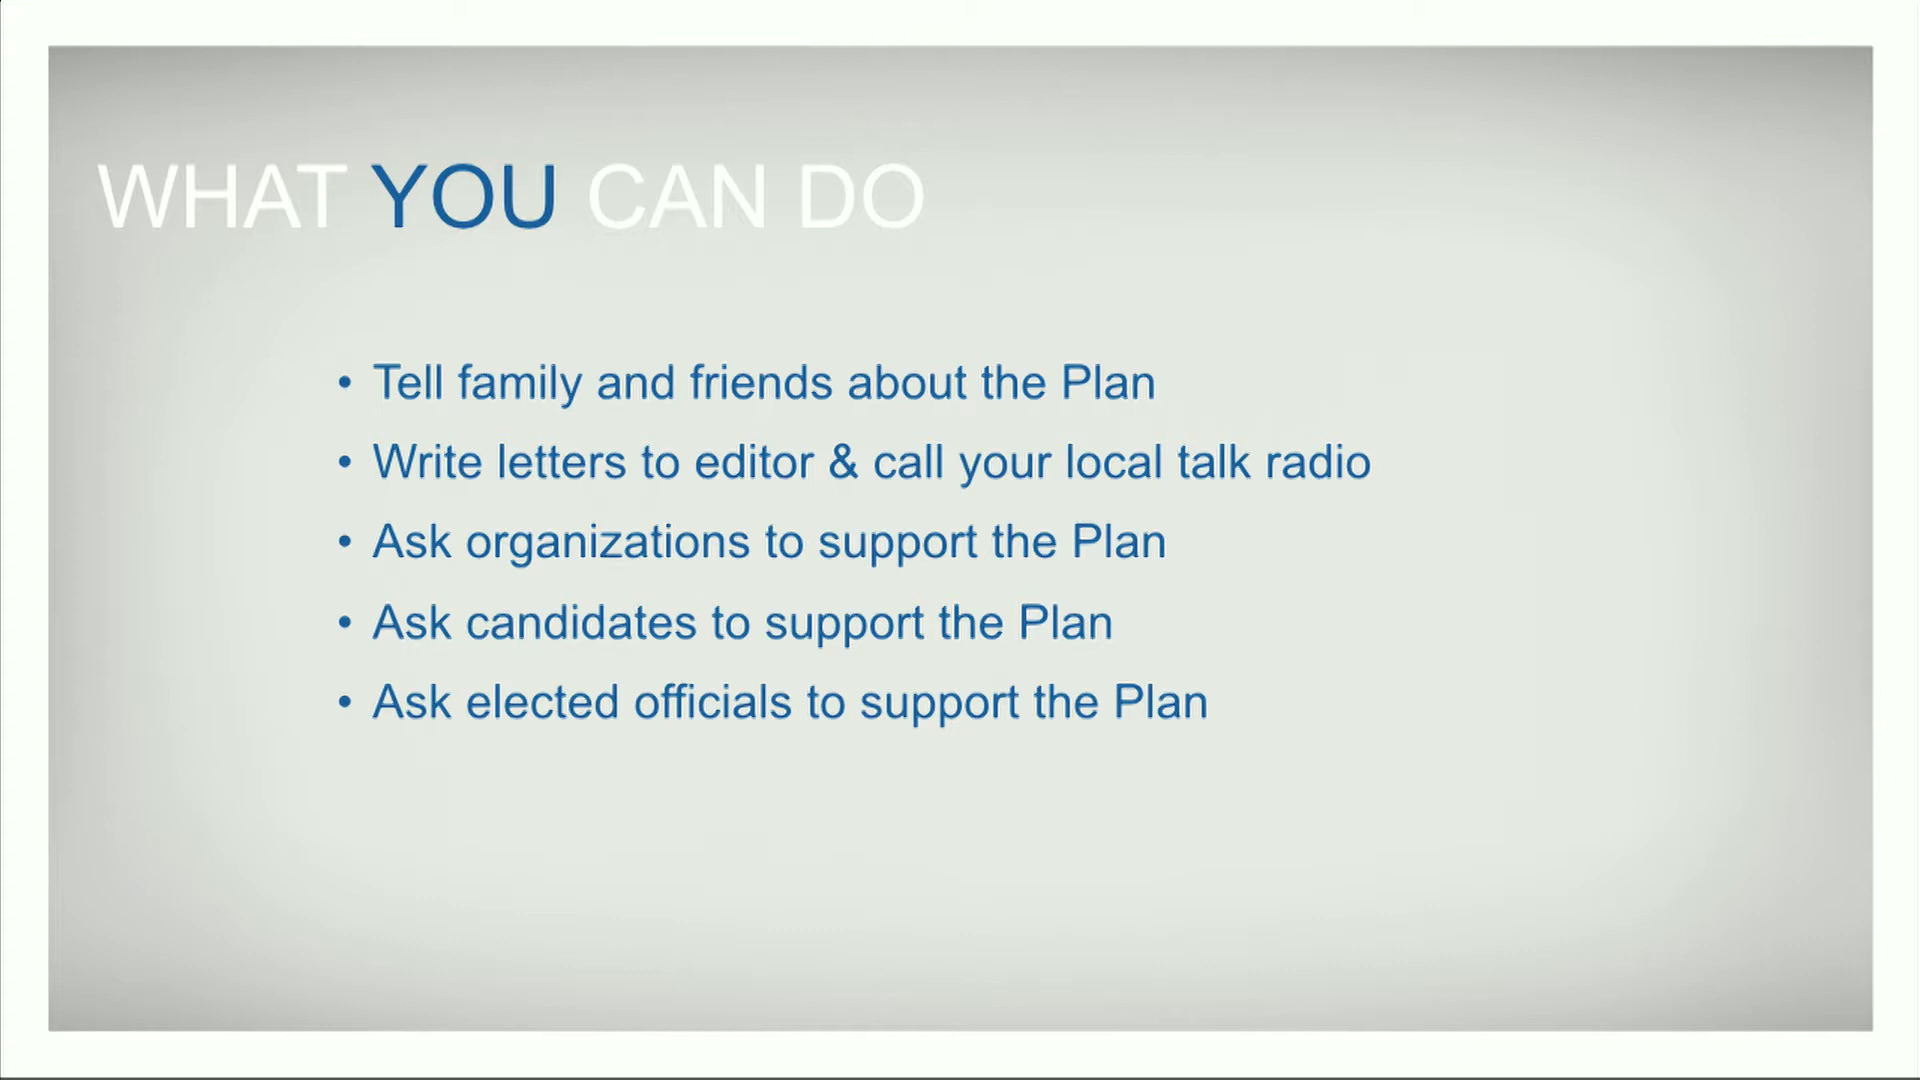 WHAT YOU CAN DO
• Tell family and friends about the Plan
• Write letters to editor & call your local talk radio
• Ask organizations to support the Plan
• Ask candidates to support the Plan
• Ask elected officials to support the Plan